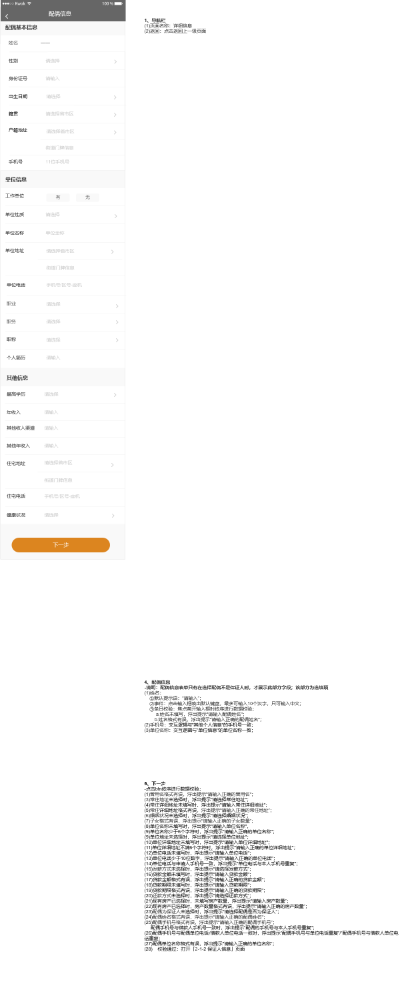 Kwok 100 %
配偶信息
配偶基本信息
姓名 ——
性别 请选择
身份证号 请输入
出生日期 请选择
籍贯 请选择省市区
户籍地址 请选择省市区
街道门牌信息
手机号 11位手机号
单位信息
工作单位 有 无
单位性质 请选择
单位名称 单位全称
单位地址 请选择省市区
街道门牌信息
单位电话 手机号/区号-座机
职业 请选择
职务 请选择
职称 请选择
个人简历 请输入
其他信息
最高学历 请选择
年收入 请输入
其他收入渠道 请输入
其他年收入 请输入
住宅地址 请选择省市区
街道门牌信息
住宅电话 手机号/区号-座机
健康状况 请选择
下一步
1、导航栏
(1)页面名称：详细信息
(2)返回：点击返回上一级页面
4、配偶信息
-说明：配偶信息表单只有在选择配偶不是保证人时，才展示此部分字段；该部分为选填项
(1)姓名：
①默认提示语：“请输入”；
②事件：点击输入框唤出默认键盘，最多可输入10个汉字，只可输入中文；
③条目校验：焦点离开输入框时按序进行数据校验；
a.姓名未填写，浮出提示“请输入配偶姓名”；
b.姓名格式有误，浮出提示“请输入正确的配偶姓名”；
(2)手机号：交互逻辑与“其他个人信息”的手机号一致；
(3)单位名称：交互逻辑与“单位信息”的单位名称一致；
5、下一步
-点击btn按序进行数据校验；
(1)曾用名格式有误，浮出提示“请输入正确的曾用名”；
(3)常住地址未选择时，浮出提示“请选择常住地址”；
(4)常住详细地址未填写时，浮出提示“请输入常住详细地址”；
(5)常住详细地址格式有误，浮出提示“请输入正确的常住地址”；
(6)婚姻状况未选择时，浮出提示“请选择婚姻状况”；
(7)子女格式有误，浮出提示“请输入正确的子女数量”；
(8)单位名称未填写时，浮出提示“请输入单位名称”，
(9)单位名称少于6个字符时，浮出提示“请输入正确的单位名称”；
(9)单位地址未选择时，浮出提示“请选择单位地址”；
(10)单位详细地址未填写时，浮出提示“请输入单位详细地址”；
(11)单位详细地址不满6个字符时，浮出提示“请输入正确的单位详细地址”；
(12)单位电话未填写时，浮出提示“请输入单位电话”；
(13)单位电话少于10位数字，浮出提示“请输入正确的单位电话”；
(14)单位电话与申请人手机号一致，浮出提示“单位电话与本人手机号重复”；
(15)发薪方式未选择时，浮出提示“请选择发薪方式”；
(16)贷款金额未填写时，浮出提示“请输入贷款金额”；
(17)贷款金额格式有误，浮出提示“请输入正确的贷款金额”；
(18)贷款期限未填写时，浮出提示“请输入贷款期限”；
(19)贷款期限格式有误，浮出提示“请输入正确的贷款期限”；
(20)还款方式未选择时，浮出提示“请选择还款方式”；
(21)现有房产已选择时，未填写房产数量，浮出提示“请输入房产数量”；
(22)现有房产已选择时，房产数量格式有误，浮出提示“请输入正确的房产数量”；
(23)配偶为保证人未选择时，浮出提示“请选择配偶是否为保证人”；
(24)配偶姓名格式有误，浮出提示“请输入正确的配偶姓名”；
(25)配偶手机号格式有误，浮出提示“请输入正确的配偶手机号”；
配偶手机号与借款人手机号一致时，浮出提示“配偶的手机号与本人手机号重复”；
(26)配偶手机号与配偶单位电话/借款人单位电话一致时，浮出提示“配偶手机号与单位电话重复”/“配偶手机号与借款人单位电
话重复；
(27)配偶单位名称格式有误，浮出提示“请输入正确的单位名称”；
(28) 校验通过：打开「2-1-2 保证人信息」页面